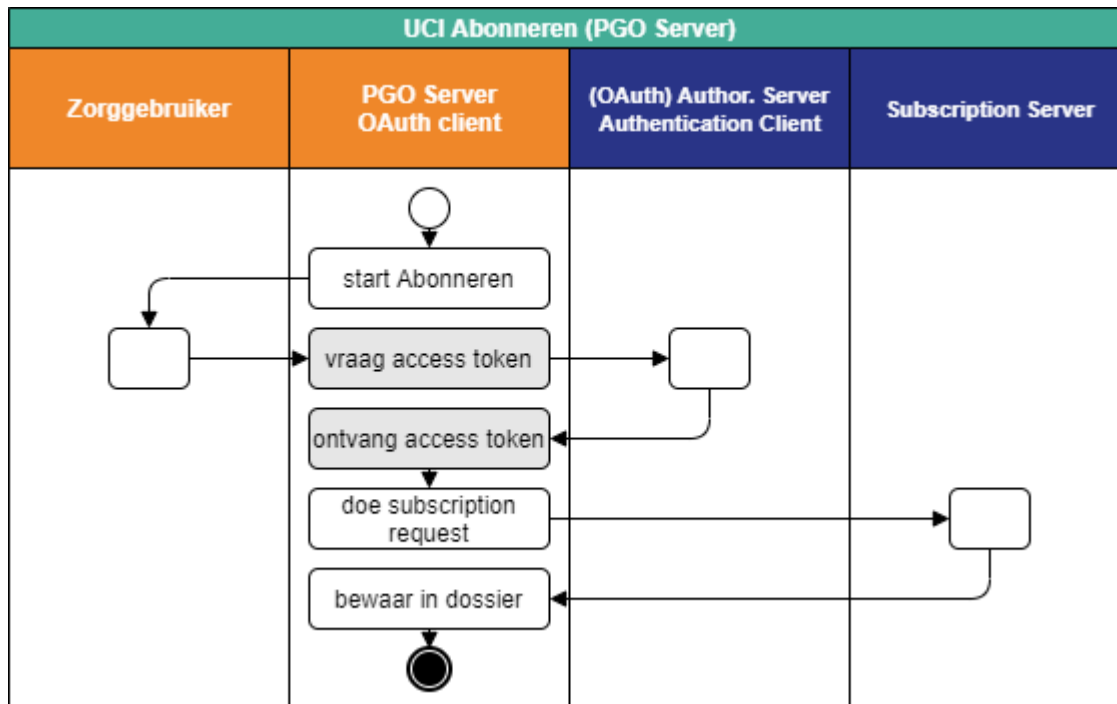 UCI Abonneren (PGO Server)
Zorggebruiker
PGO Server
OAuth client
(OAuth) Author. Server
Authentication Client
Subscription Server
start Abonneren
vraag access token
ontvang access token
doe subscription
request
bewaar in dossier